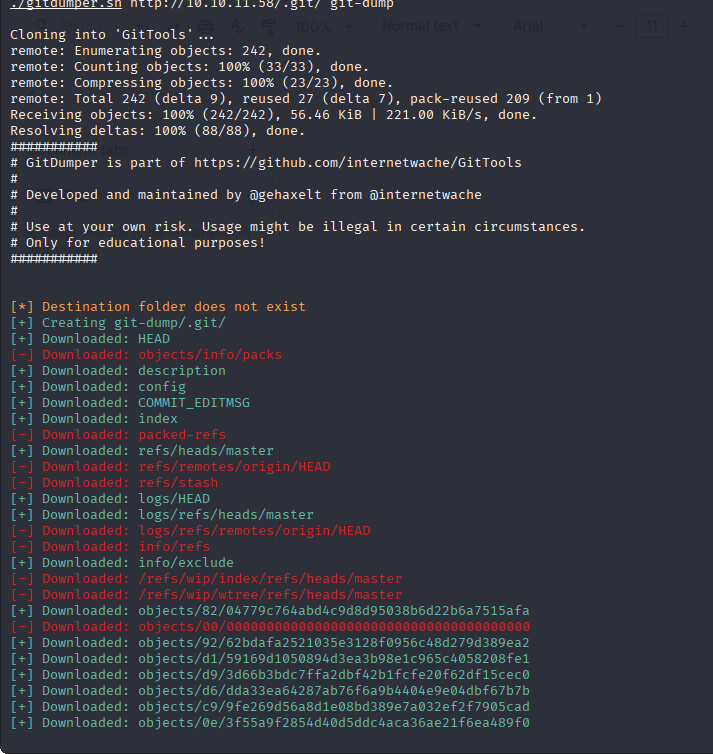 ./gitdumper.sh http://10.10.11.58/.git/ git-dump
100%
Normal text
Arial
11
Cloning into 'GitTools'...
remote: Enumerating objects: 242, done.
remote: Counting objects: 100% (33/33), done.
remote: Compressing objects: 100% (23/23), done.
remote: Total 242 (delta 9), reused 27 (delta 7), pack-reused 209 (from 1)
Receiving objects: 100% (242/242), 56.46 KiB | 221.00 KiB/s, done.
Resolving deltas: 100% (88/88), done.
###########
# GitDumper is part of https://github.com/internetwache/GitTools
#
# Developed and maintained by @gehaxelt from @internetwache
#
# Use at your own risk. Usage might be illegal in certain circumstances.
# Only for educational purposes!
###########
[*] Destination folder does not exist
[+] Creating git-dump/.git/
[+] Downloaded: HEAD
[-] Downloaded: objects/info/packs
[+] Downloaded: description
[+] Downloaded: config
[+] Downloaded: COMMIT_EDITMSG
[+] Downloaded: index
[-] Downloaded: packed-refs
[+] Downloaded: refs/heads/master
[-] Downloaded: refs/remotes/origin/HEAD
[-] Downloaded: refs/stash
[+] Downloaded: logs/HEAD
[+] Downloaded: logs/refs/heads/master
[-] Downloaded: logs/refs/remotes/origin/HEAD
[-] Downloaded: info/refs
[+] Downloaded: info/exclude
[-] Downloaded: /refs/wip/index/refs/heads/master
[-] Downloaded: /refs/wip/wtree/refs/heads/master
[+] Downloaded: objects/82/04779c764abd4c9d8d95038b6d22b6a7515afa
[-] Downloaded: objects/00/00000000000000000000000000000000000000
[+] Downloaded: objects/92/62bdafa2521035e3128f0956c48d279d389ea2
[+] Downloaded: objects/d1/59169d1050894d3ea3b98e1c965c4058208fe1
[+] Downloaded: objects/d9/3d66b3bdc7ffa2dbf42b1fcfe20f62df15cec0
[+] Downloaded: objects/d6/dda33ea64287ab76f6a9b4404e9e04dbf67b7b
[+] Downloaded: objects/c9/9fe269d56a8d1e08bd389e7a032ef2f7905cad
[+] Downloaded: objects/0e/3f55a9f2854d40d5ddc4aca36ae21f6ea489f0